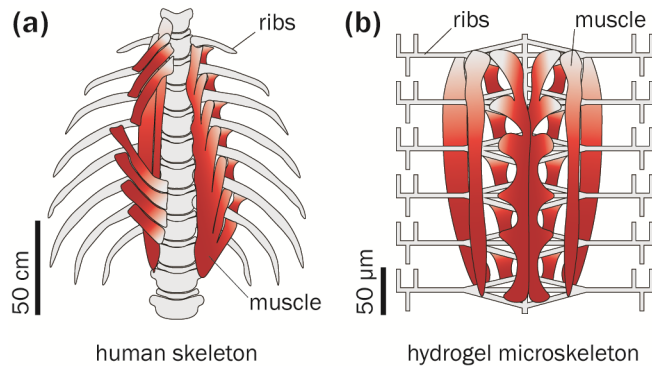 (a)
ribs
50 cm
muscle
human skeleton
(b)
ribs
muscle
50 µm
hydrogel microskeleton